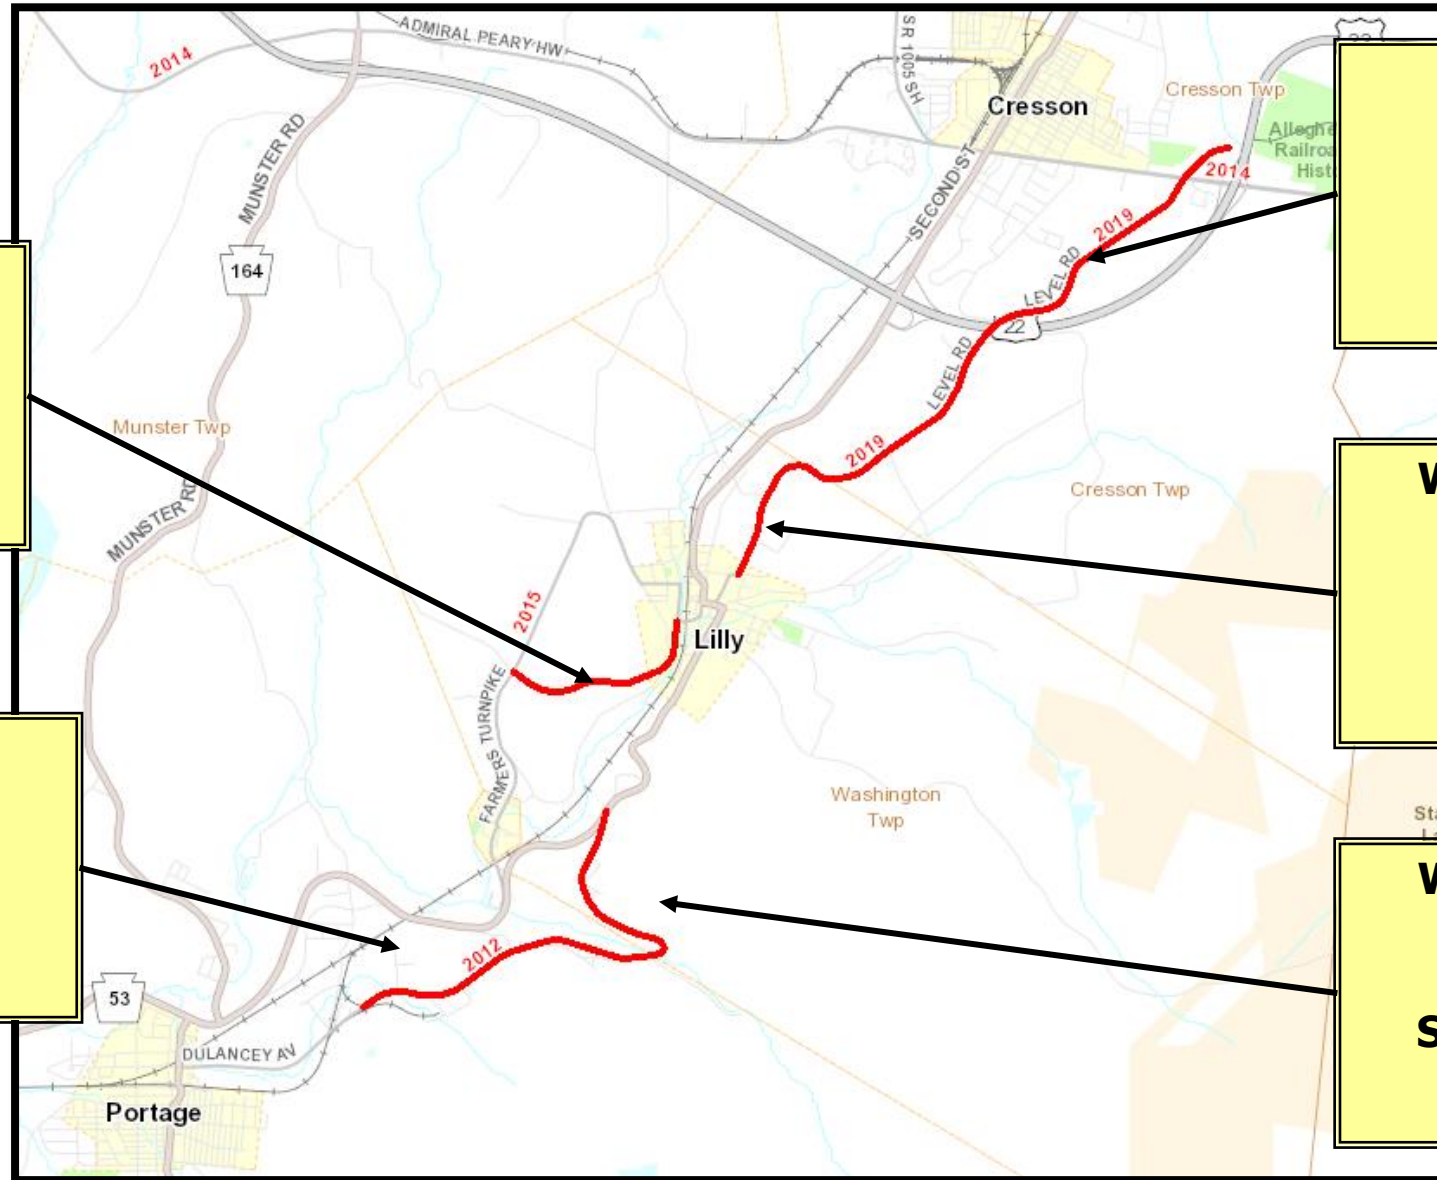 ADMIRAL PEARY HW
2014
SR 1005 SH
Cresson
Cresson Twp
Railroa
Hist
2014
MUNSTER RD
SECOND ST
164
2019
LEVEL RD
22
LEVEL RD
Munster Twp
2019
W
Cresson Twp
MUNSTER RD
2015
Lilly
FARMERS TURNPIKE
Washington
Twp
Sta
W
2012
53
S
DULANCEY AV
Portage